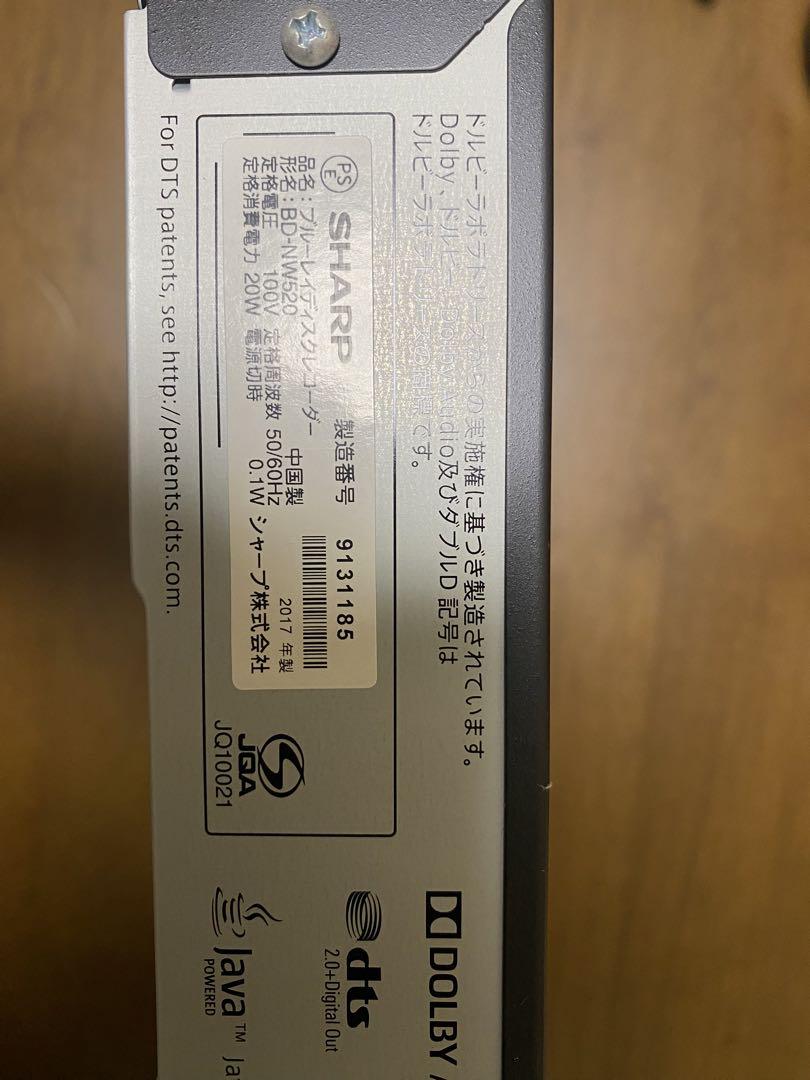 ドルビーラボラトリーズからの実施権に基づき製造されています。
Dolby、ドルビー、Dolby Audio及びダブルD 記号は
ドルビーラボラトリーズの商標です。
PS
E
SHARP
製造番号 9131185
品名:ブルーレイディスクレコーダー
形名:BD-NW520
中国製
2017 年製
定格電圧 100V 定格周波数 50/60Hz
定格消費電力 20W 電源切時 0.1W シャープ株式会社
JQA
JQ10021
For DTS patents, see http://patents.dts.com.
DOLBY
dts
2.0+Digital Out
Java™
POWERED